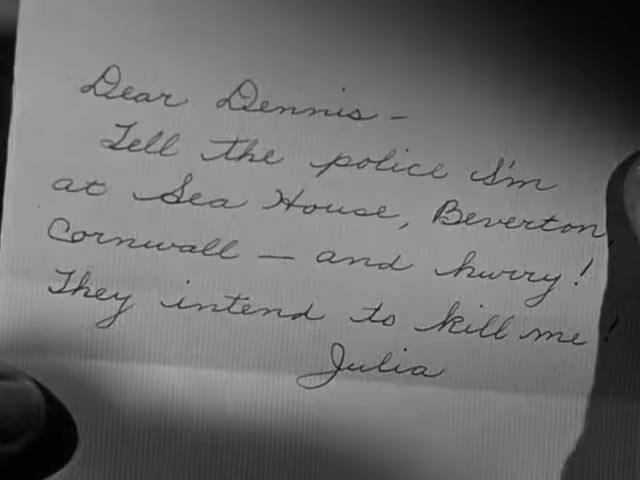 Dear Dennis -
Tell the police I'm
at Sea House, Beverton,
Cornwall — and hurry!
They intend to kill me!
Julia